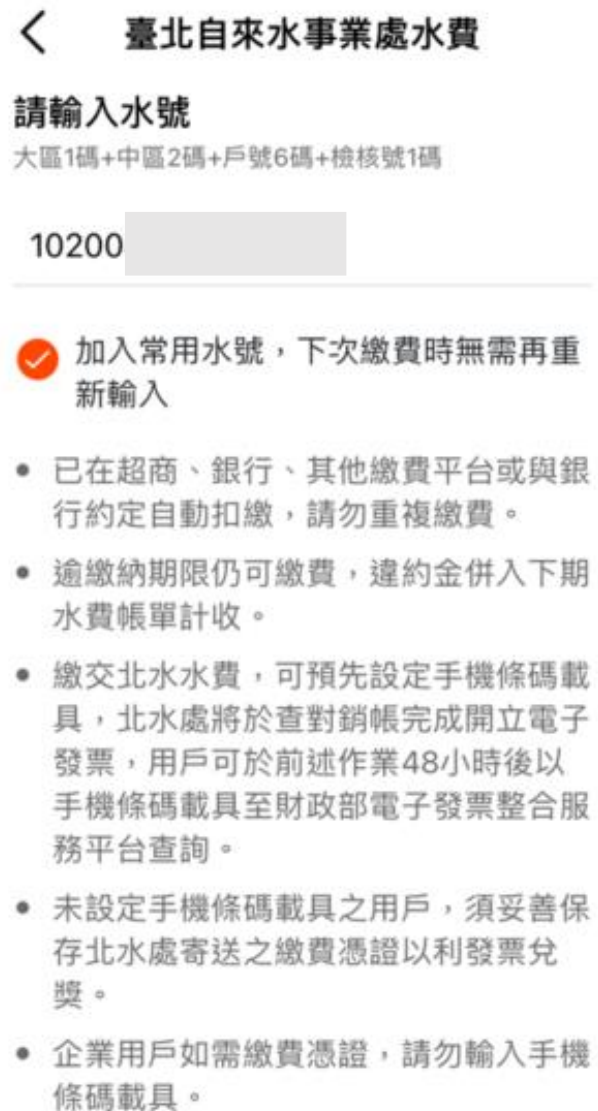 臺北自來水事業處水費
請輸入水號
大區1碼+中區2碼+戶號6碼+檢核號1碼
10200
加入常用水號，下次繳費時無需再重
新輸入
• 已在超商、銀行、其他繳費平台或與銀
行約定自動扣繳，請勿重複繳費。
• 逾繳納期限仍可繳費，違約金併入下期
水費帳單計收。
• 繳交北水水費，可預先設定手機條碼載
具，北水處將於查對銷帳完成開立電子
發票，用戶可於前述作業48小時後以
手機條碼載具至財政部電子發票整合服
務平台查詢。
• 未設定手機條碼載具之用戶，須妥善保
存北水處寄送之繳費憑證以利發票兌
獎。
• 企業用戶如需繳費憑證，請勿輸入手機
條碼載具。